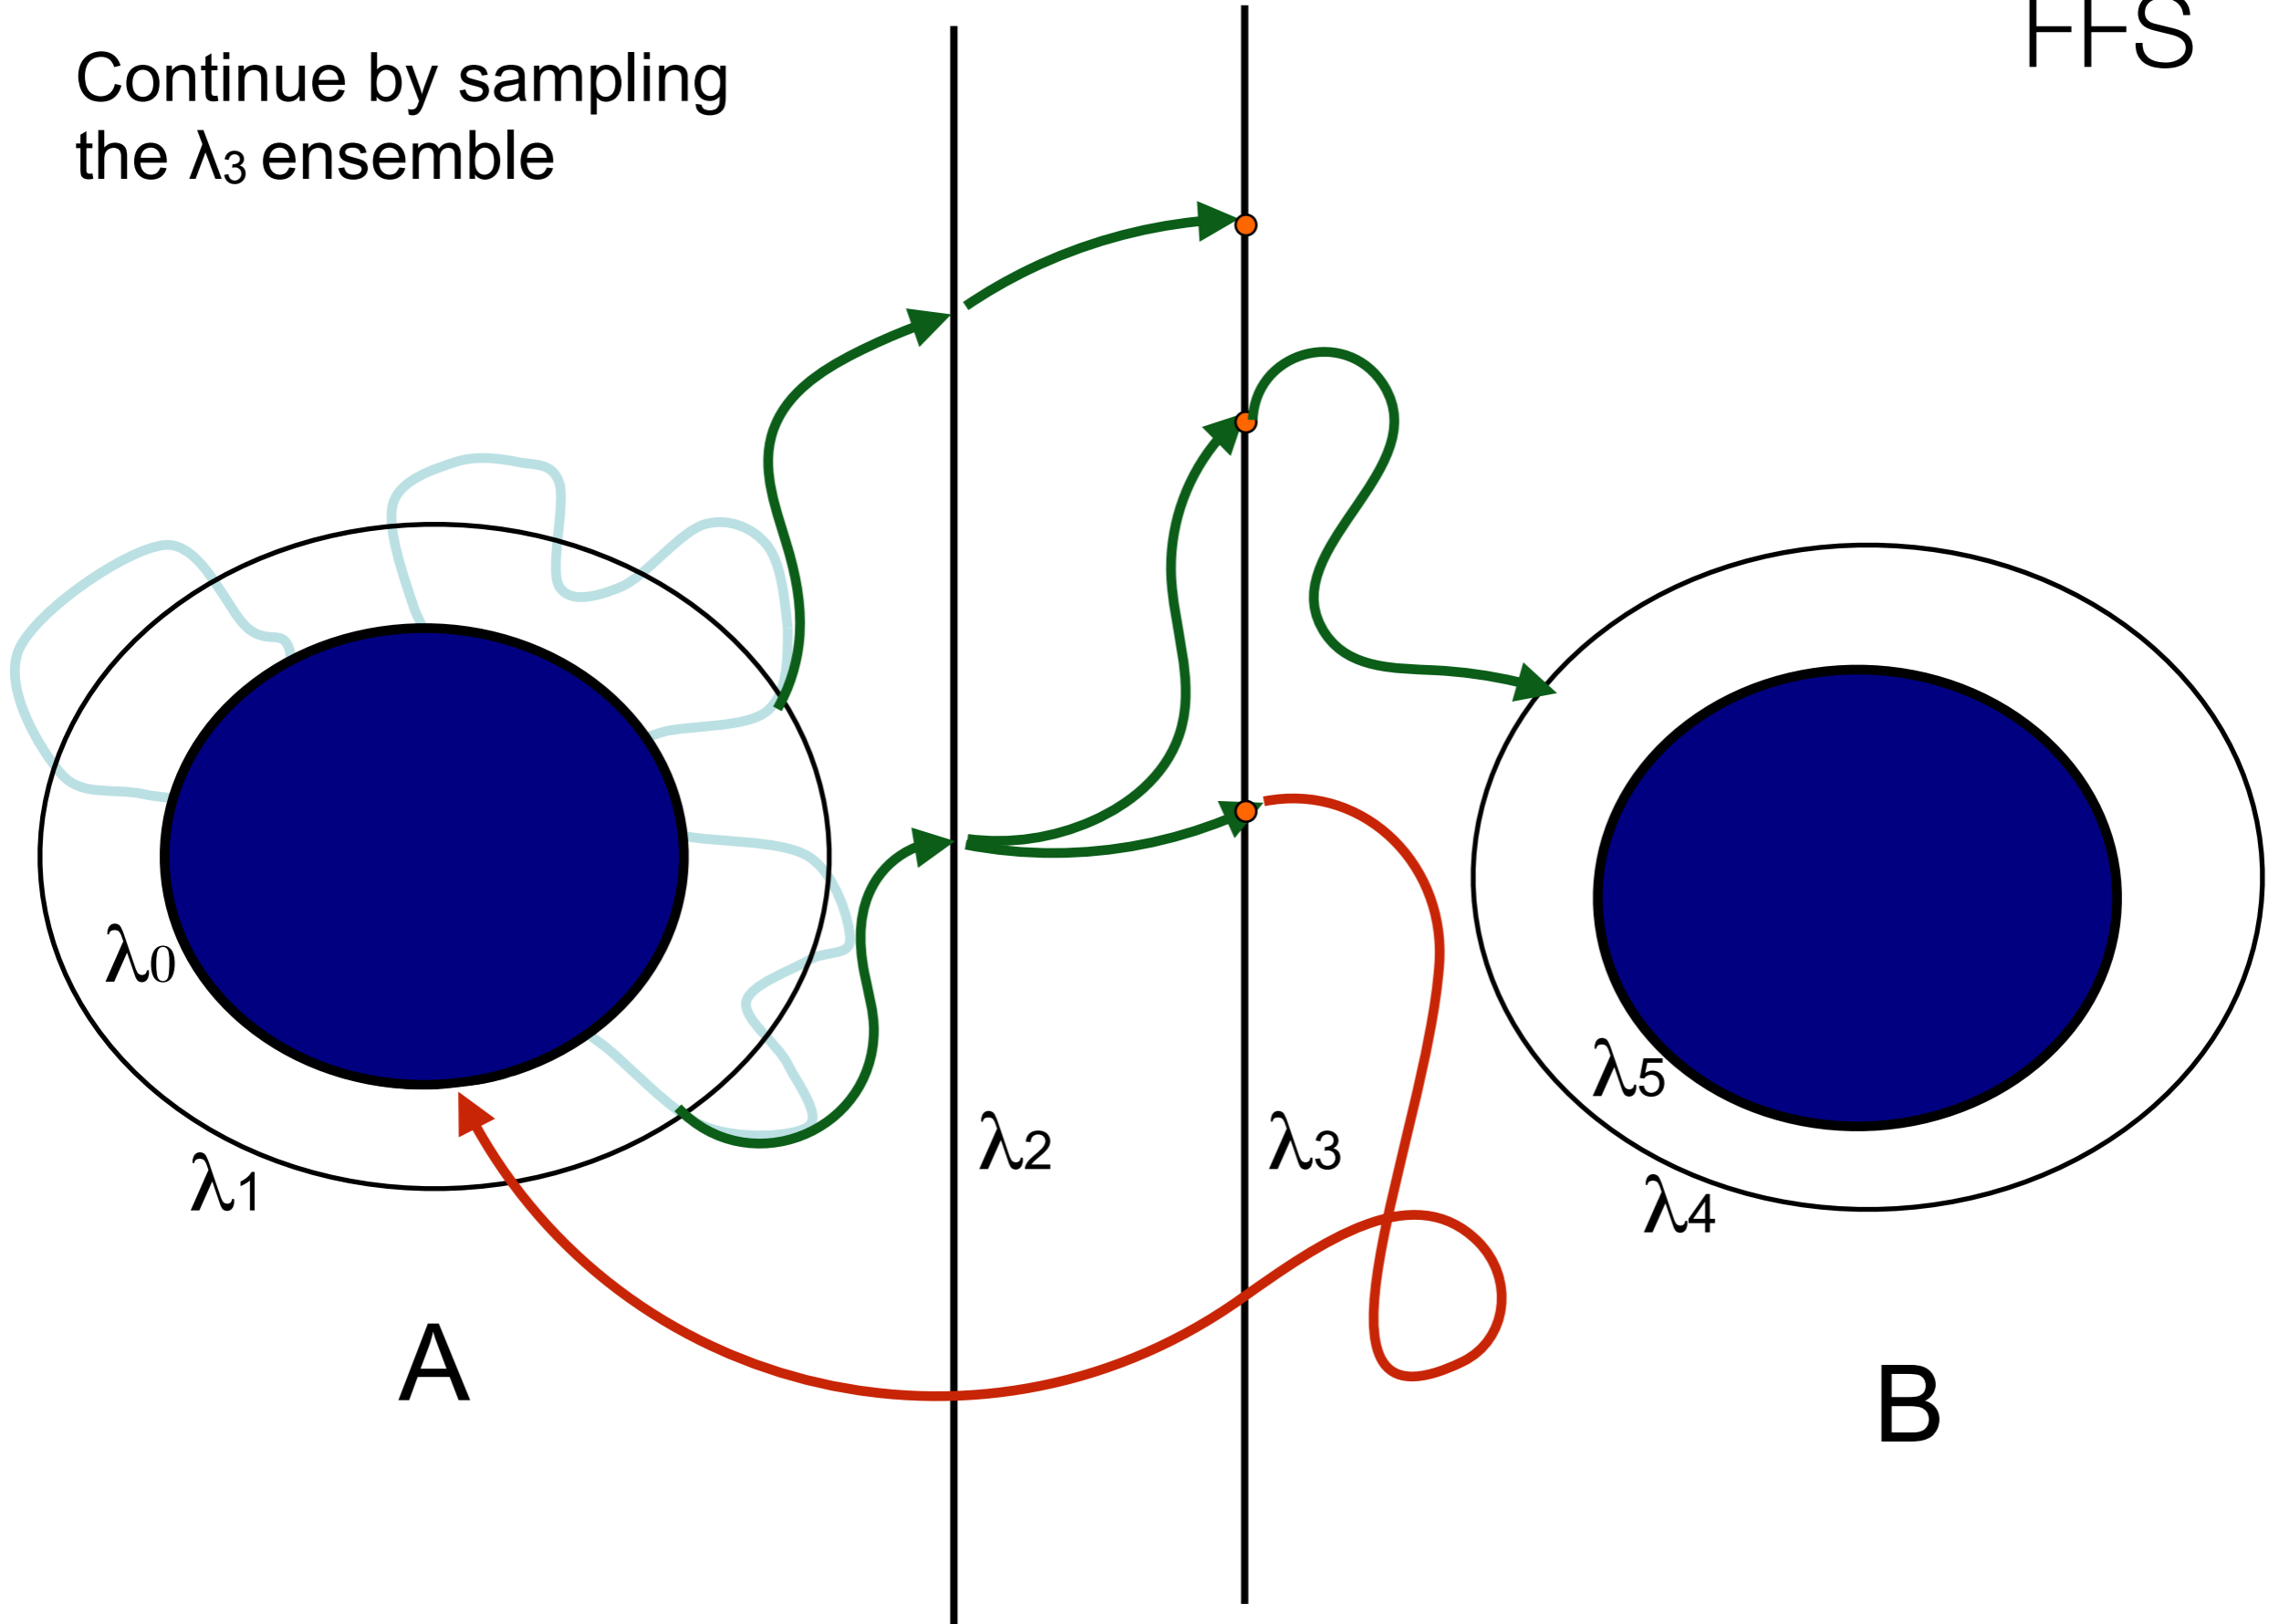 FFS
Continue by sampling
the λ3 ensemble
λ0
λ1
λ2
λ3
λ5
λ4
A
B